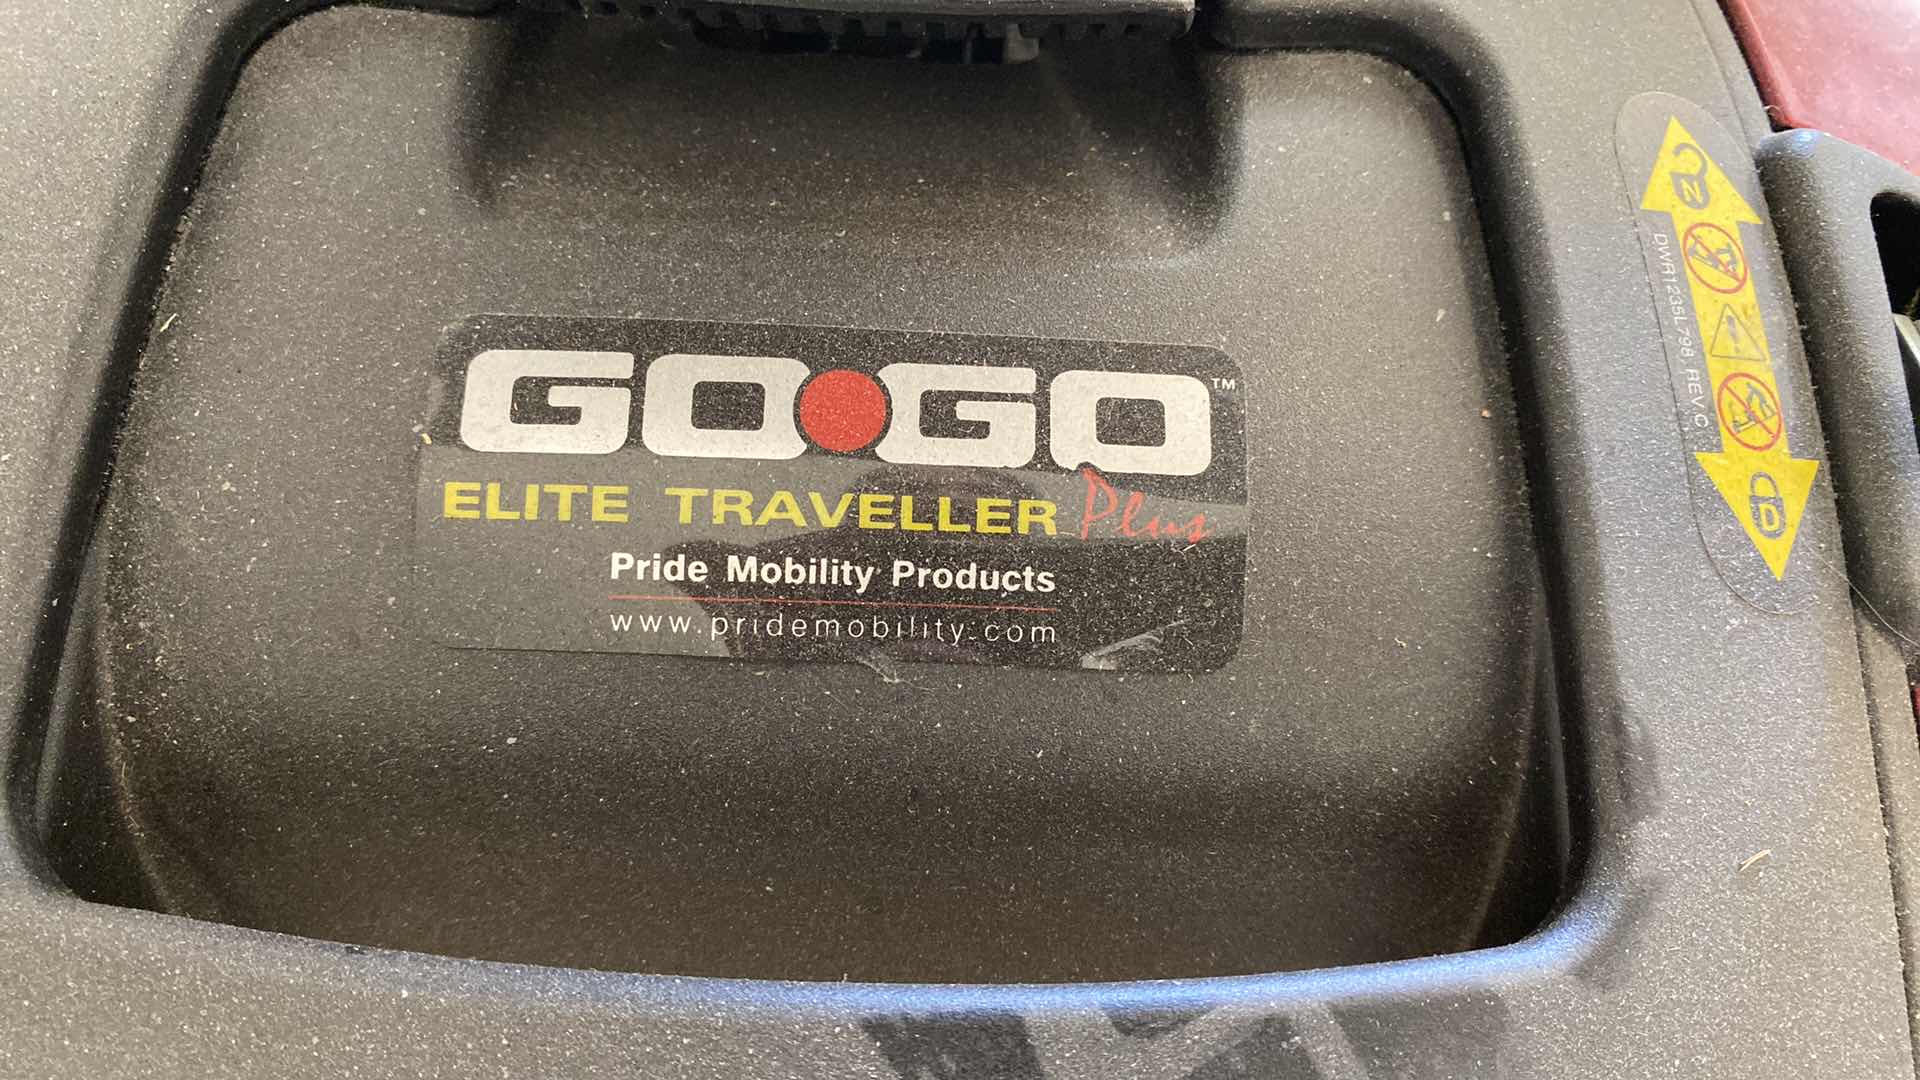 GO•GO™
ELITE TRAVELLER Plus
Pride Mobility Products
www.pridemobility.com
N
DWR1235L798 REV C
D